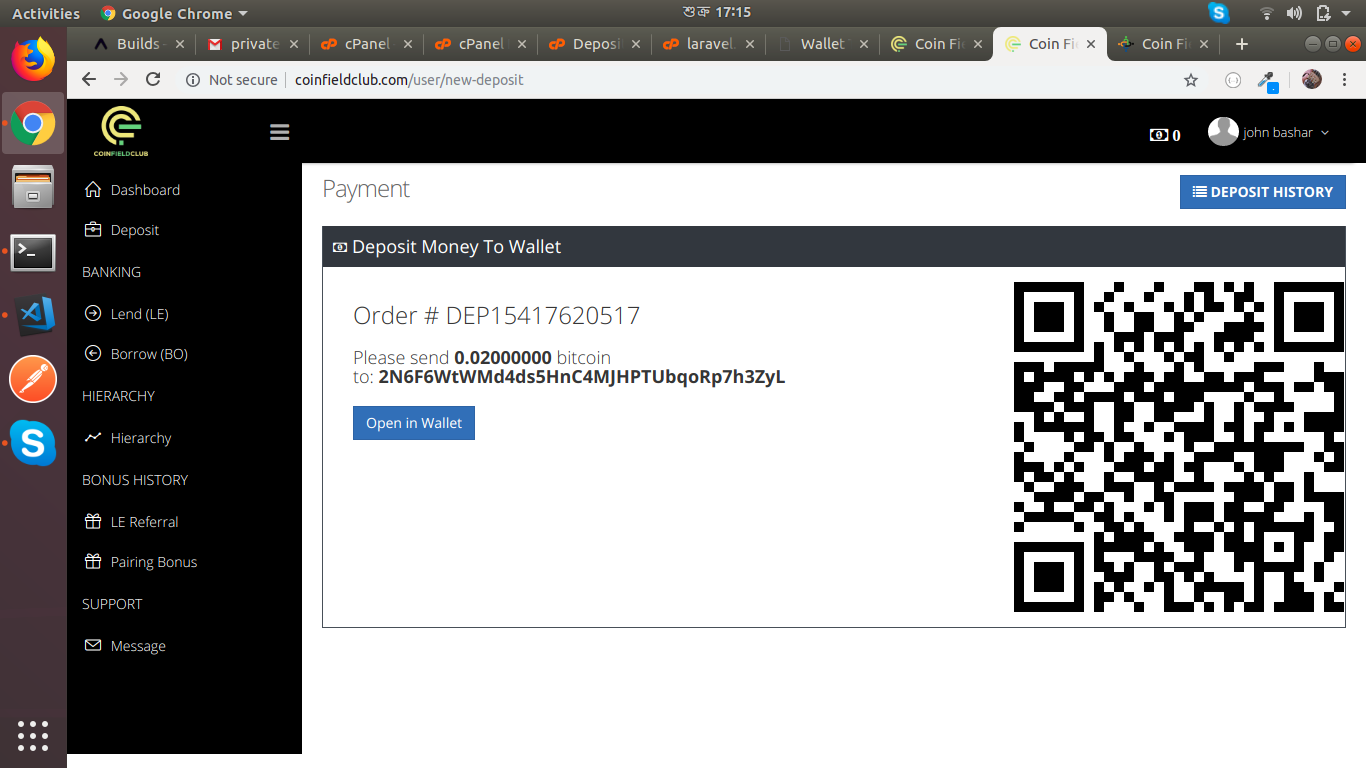 Activities
Google Chrome
শুক্র 17:15
Builds
private
cPanel
cPanel
Deposi
laravel.
Wallet
Coin Fi
Coin Fi
Coin Fi
Not secure
coinfieldclub.com/user/new-deposit
COINFIELDCLUB
0
john bashar
Dashboard
Deposit
BANKING
Lend (LE)
Borrow (BO)
HIERARCHY
Hierarchy
BONUS HISTORY
LE Referral
Pairing Bonus
SUPPORT
Message
Payment
DEPOSIT HISTORY
Deposit Money To Wallet
Order # DEP15417620517
Please send 0.02000000 bitcoin
to: 2N6F6WtWMd4ds5HnC4MJHPTUbqoRp7h3ZyL
Open in Wallet